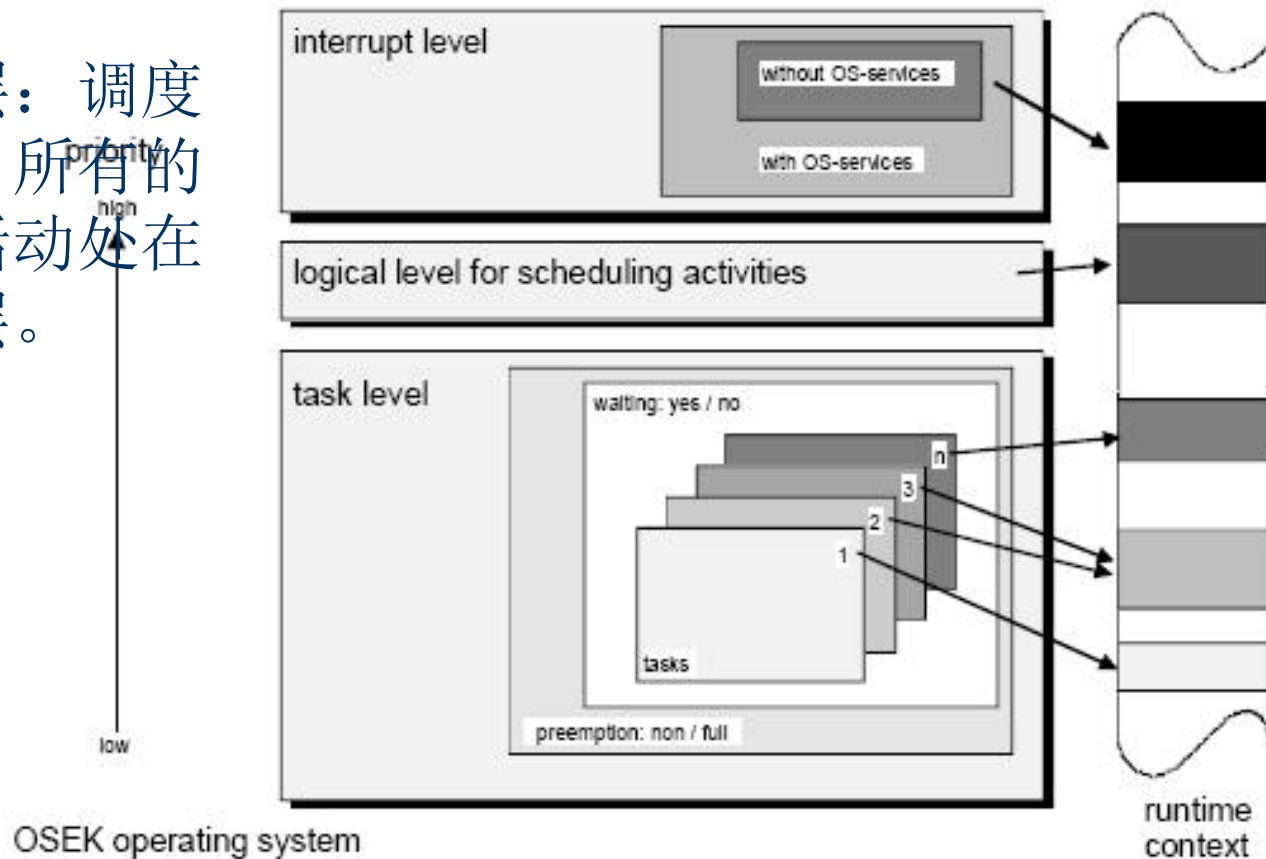 层：调度
priority
所有的
high
活动处在
层。
low
interrupt level
without OS-services
with OS-services
logical level for scheduling activities
task level
waiting: yes / no
n
3
2
1
tasks
preemption: non / full
OSEK operating system
runtime
context